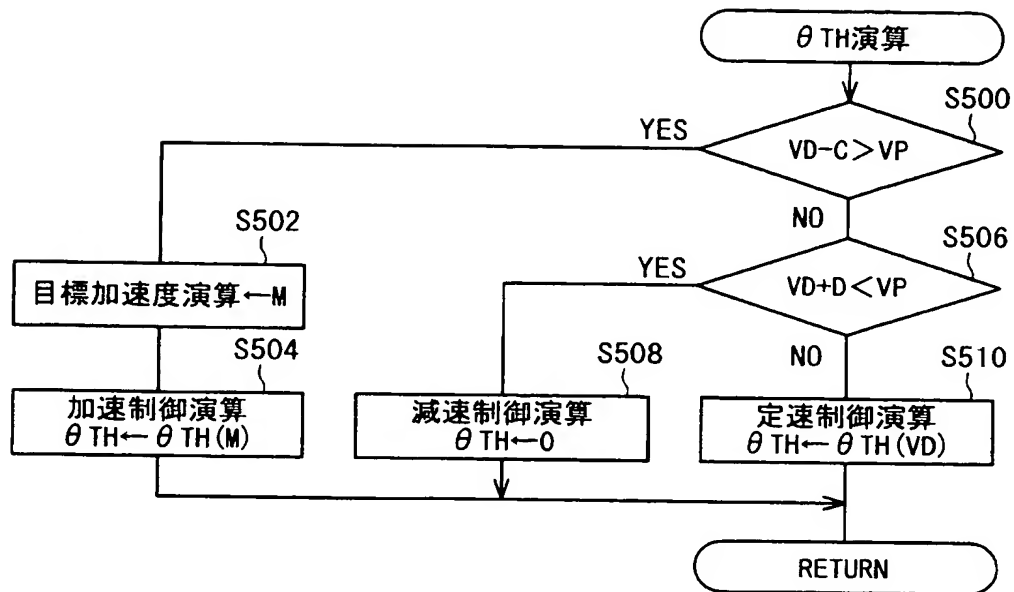 θTH演算
S500
VD-C>VP
YES
NO
S502
目標加速度演算←M
S504
加速制御演算
θTH←θTH(M)
S506
VD+D<VP
YES
NO
S508
減速制御演算
θTH←0
S510
定速制御演算
θTH←θTH(VD)
RETURN